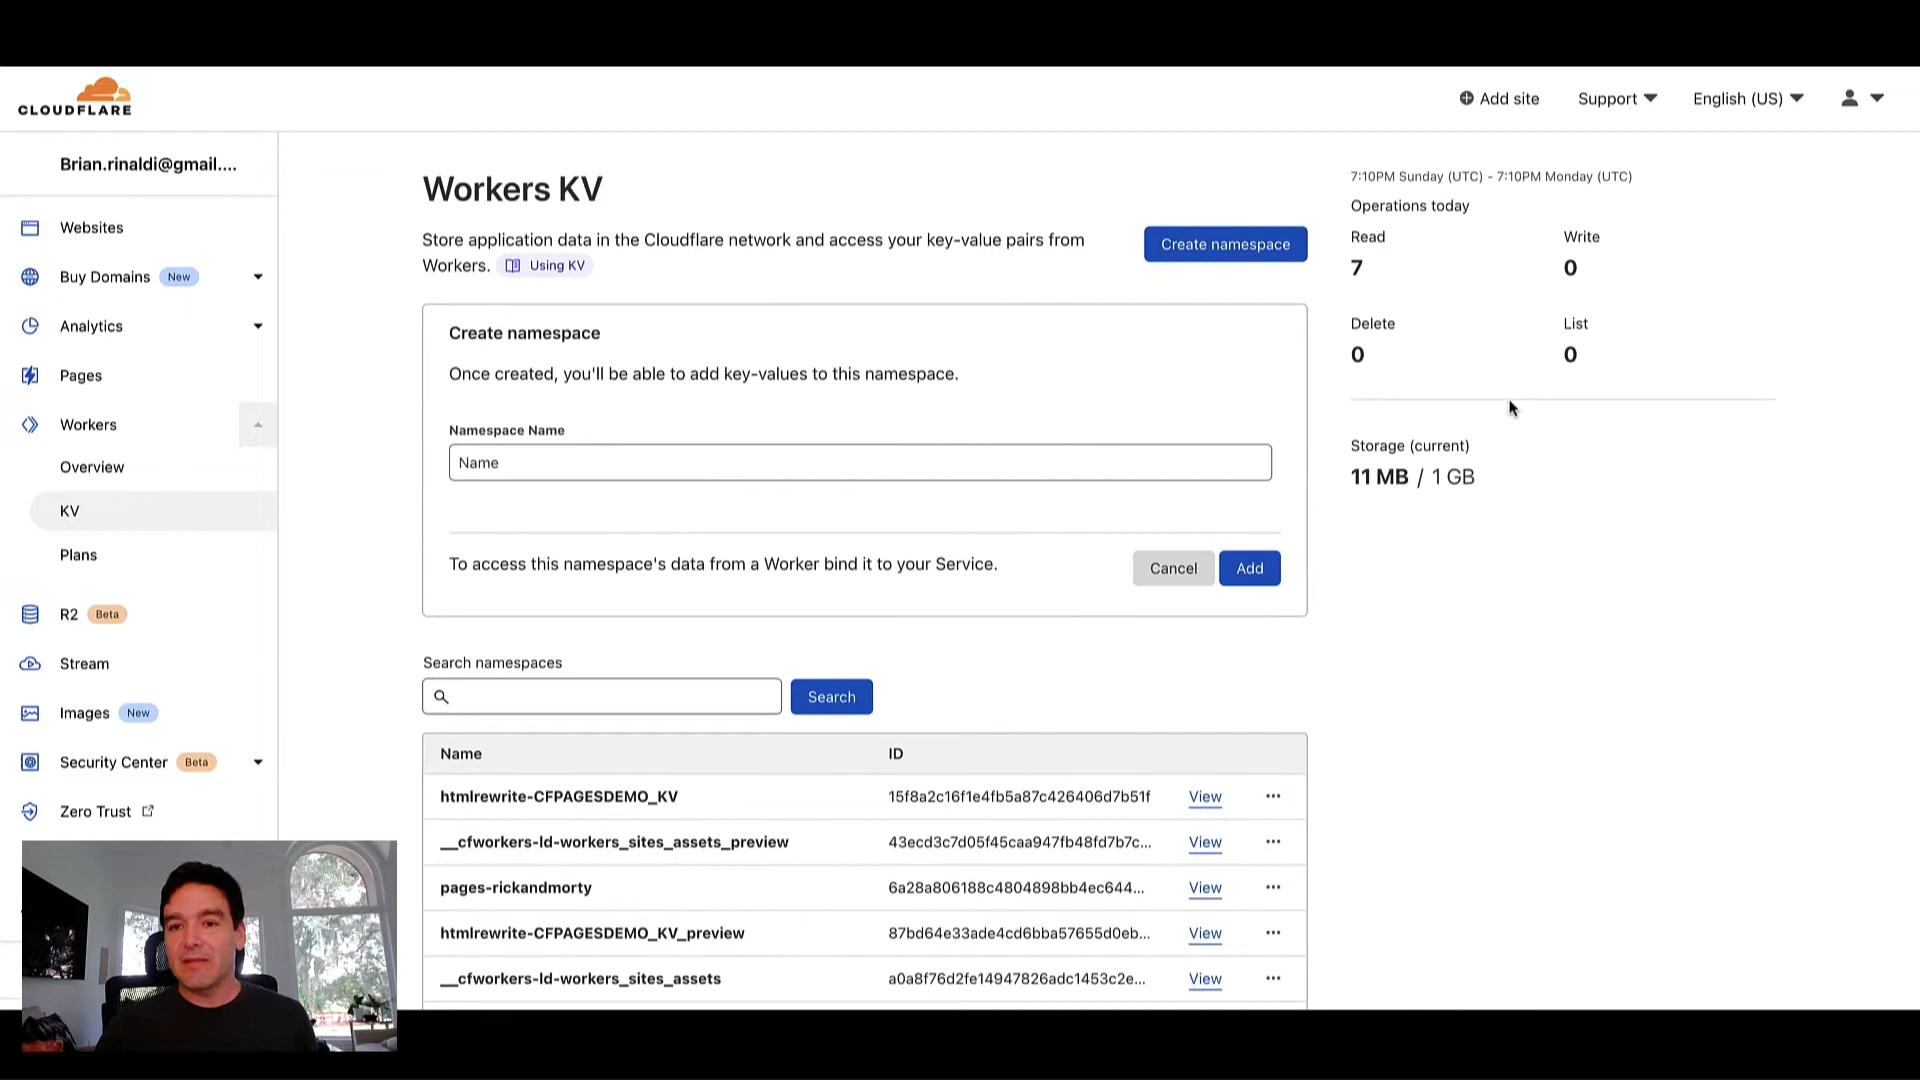 CLOUDFLARE
Add site
Support
English (US)
Brian.rinaldi@gmail....
Websites
Buy Domains New
Analytics
Pages
Workers
Overview
KV
Plans
R2 Beta
Stream
Images New
Security Center Beta
Zero Trust
Workers KV
Store application data in the Cloudflare network and access your key-value pairs from
Workers. Using KV
Create namespace
Create namespace
Once created, you'll be able to add key-values to this namespace.
Namespace Name
Name
To access this namespace's data from a Worker bind it to your Service.
Cancel
Add
Search namespaces
Search
Name ID
htmlrewrite-CFPAGESDEMO_KV 15f8a2c16f1e4fb5a87c426406d7b51f View
__cfworkers-ld-workers_sites_assets_preview 43ecd3c7d05f45caa947fb48fd7b7c... View
pages-rickandmorty 6a28a806188c4804898bb4ec644... View
htmlrewrite-CFPAGESDEMO_KV_preview 87bd64e33ade4cd6bba57655d0eb... View
__cfworkers-ld-workers_sites_assets a0a8f76d2fe14947826adc1453c2e... View
7:10PM Sunday (UTC) - 7:10PM Monday (UTC)
Operations today
Read Write
7 0
Delete List
0 0
Storage (current)
11 MB / 1 GB